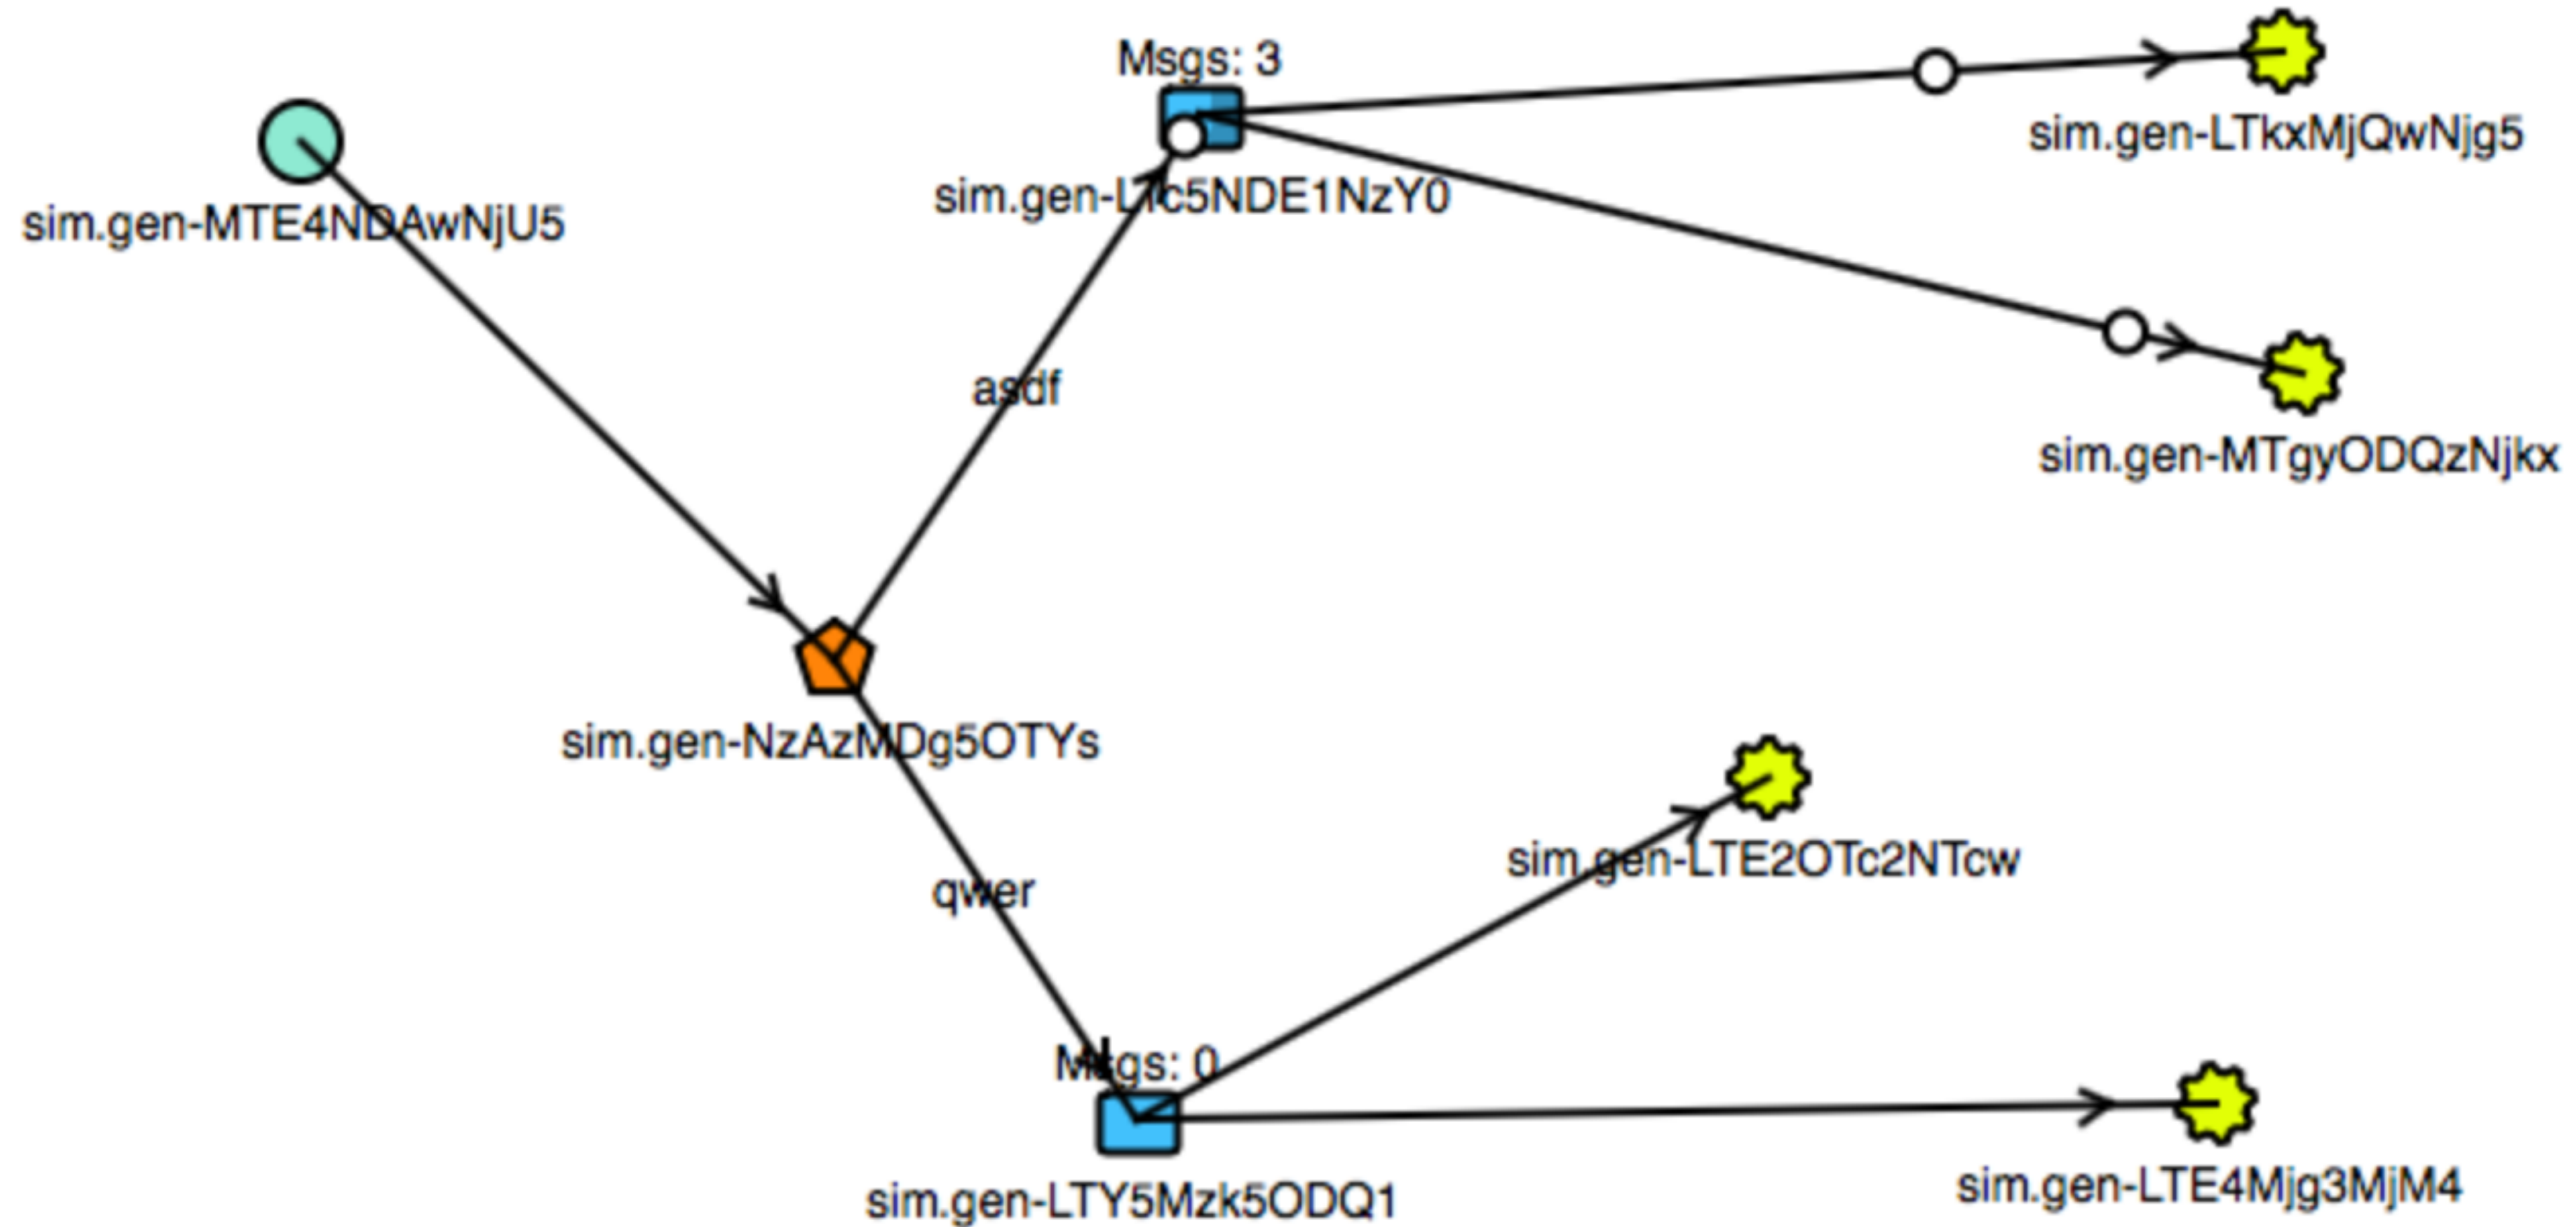 Msgs: 3
sim.gen-LTkxMjQwNjg5
sim.gen-MTE4NDAwNjU5
sim.gen-LTc5NDE1NzY0
asdf
sim.gen-MTgyODQzNjkx
sim.gen-NzAzMDg5OTYs
sim.gen-LTE2OTc2NTcw
qwer
Msgs: 0
sim.gen-LTE4Mjg3MjM4
sim.gen-LTY5Mzk5ODQ1